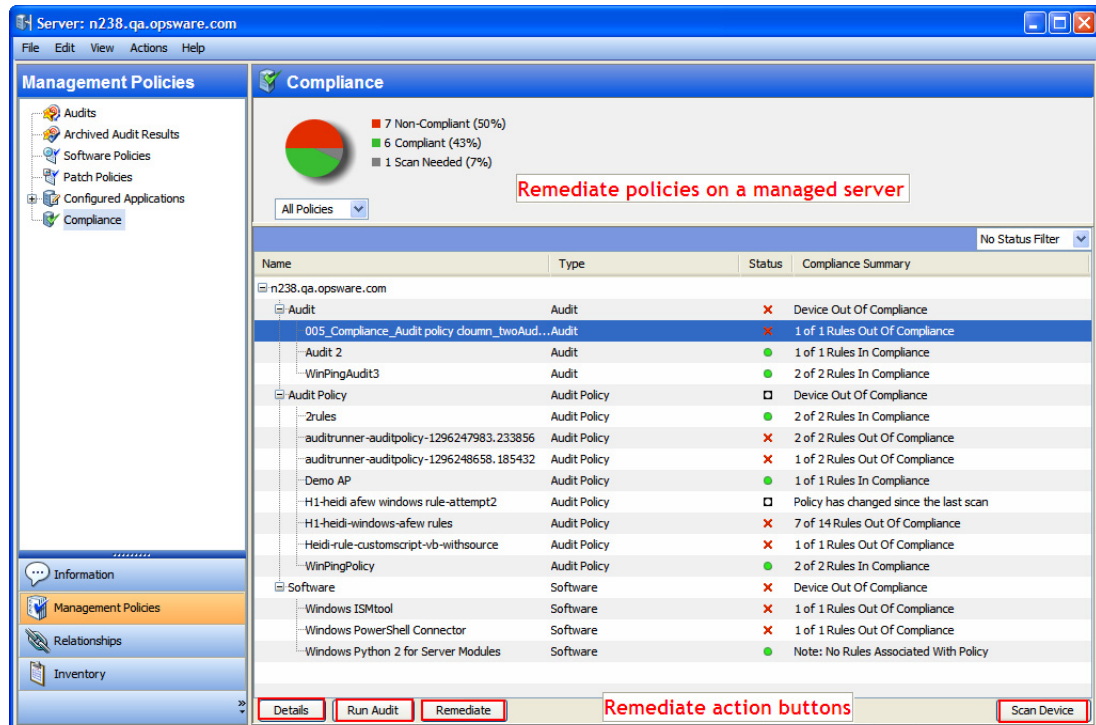 Server: n238.qa.opsware.com
File Edit View Actions Help
Management Policies
Audits
Archived Audit Results
Software Policies
Patch Policies
Configured Applications
Compliance
Information
Management Policies
Relationships
Inventory
Compliance
7 Non-Compliant (50%)
6 Compliant (43%)
1 Scan Needed (7%)
Remediate policies on a managed server
All Policies
No Status Filter
Name Type Status Compliance Summary
n238.qa.opsware.com
Audit Audit Device Out Of Compliance
005_Compliance_Audit policy cloumn_twoAud... Audit 1 of 1 Rules Out Of Compliance
Audit 2 Audit 1 of 1 Rules In Compliance
WinPingAudit3 Audit 2 of 2 Rules In Compliance
Audit Policy Audit Policy Device Out Of Compliance
2rules Audit Policy 2 of 2 Rules In Compliance
auditrunner-auditpolicy-1296247983.233856 Audit Policy 2 of 2 Rules Out Of Compliance
auditrunner-auditpolicy-1296248658.185432 Audit Policy 1 of 2 Rules Out Of Compliance
Demo AP Audit Policy 1 of 1 Rules In Compliance
H1-heidi afew windows rule-attempt2 Audit Policy Policy has changed since the last scan
H1-heidi-windows-afew rules Audit Policy 7 of 14 Rules Out Of Compliance
Heidi-rule-customscript-vb-withsource Audit Policy 1 of 1 Rules Out Of Compliance
WinPingPolicy Audit Policy 2 of 2 Rules In Compliance
Software Software Device Out Of Compliance
Windows ISMtool Software 1 of 1 Rules Out Of Compliance
Windows PowerShell Connector Software 1 of 1 Rules Out Of Compliance
Windows Python 2 for Server Modules Software Note: No Rules Associated With Policy
Details Run Audit Remediate Remediate action buttons Scan Device